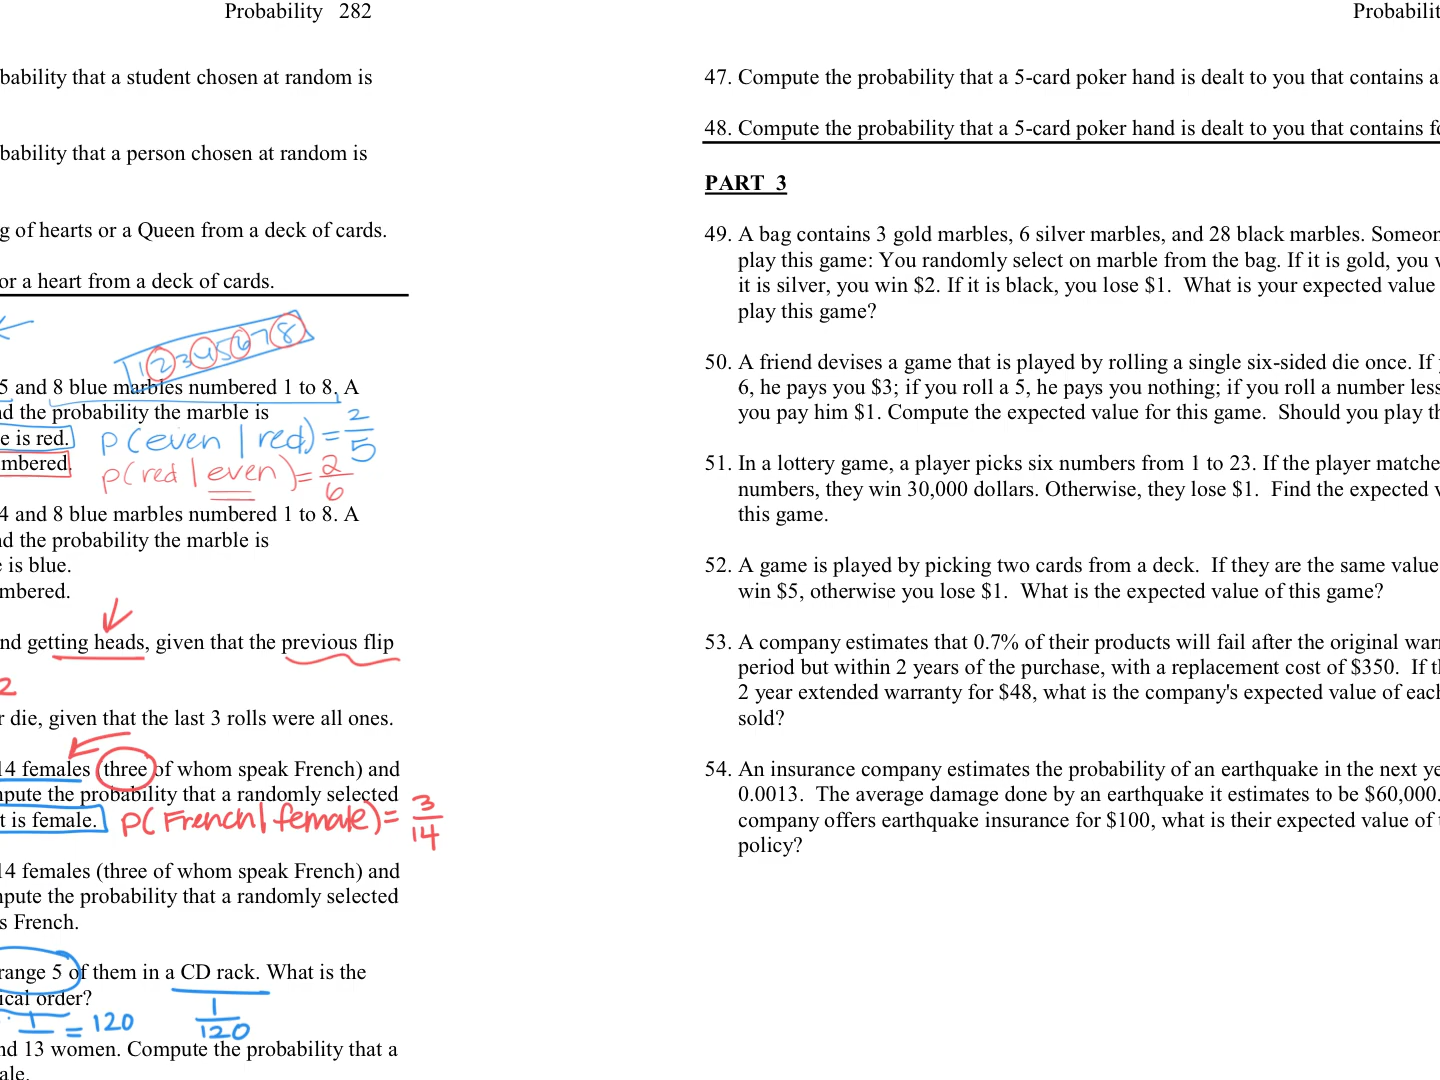 Probability 282
bability that a student chosen at random is
bability that a person chosen at random is
g of hearts or a Queen from a deck of cards.
or a heart from a deck of cards.
1 2 3 4 5 6 7 8
5 and 8 blue marbles numbered 1 to 8, A
nd the probability the marble is
e is red. P(even | red) = 2/5
mbered. P(red | even) = 2/6
4 and 8 blue marbles numbered 1 to 8. A
nd the probability the marble is
e is blue.
mbered.
nd getting heads, given that the previous flip
2
r die, given that the last 3 rolls were all ones.
14 females (three of whom speak French) and
npute the probability that a randomly selected
t is female. P(French | female) = 3/14
14 females (three of whom speak French) and
npute the probability that a randomly selected
s French.
range 5 of them in a CD rack. What is the
ical order?
· 1 = 120 1/120
nd 13 women. Compute the probability that a
ale.
Probabilit
47. Compute the probability that a 5-card poker hand is dealt to you that contains a
48. Compute the probability that a 5-card poker hand is dealt to you that contains fo
PART 3
49. A bag contains 3 gold marbles, 6 silver marbles, and 28 black marbles. Someon
play this game: You randomly select on marble from the bag. If it is gold, you w
it is silver, you win $2. If it is black, you lose $1. What is your expected value
play this game?
50. A friend devises a game that is played by rolling a single six-sided die once. If y
6, he pays you $3; if you roll a 5, he pays you nothing; if you roll a number less
you pay him $1. Compute the expected value for this game. Should you play th
51. In a lottery game, a player picks six numbers from 1 to 23. If the player matche
numbers, they win 30,000 dollars. Otherwise, they lose $1. Find the expected v
this game.
52. A game is played by picking two cards from a deck. If they are the same value
win $5, otherwise you lose $1. What is the expected value of this game?
53. A company estimates that 0.7% of their products will fail after the original warr
period but within 2 years of the purchase, with a replacement cost of $350. If th
2 year extended warranty for $48, what is the company's expected value of each
sold?
54. An insurance company estimates the probability of an earthquake in the next ye
0.0013. The average damage done by an earthquake it estimates to be $60,000.
company offers earthquake insurance for $100, what is their expected value of t
policy?